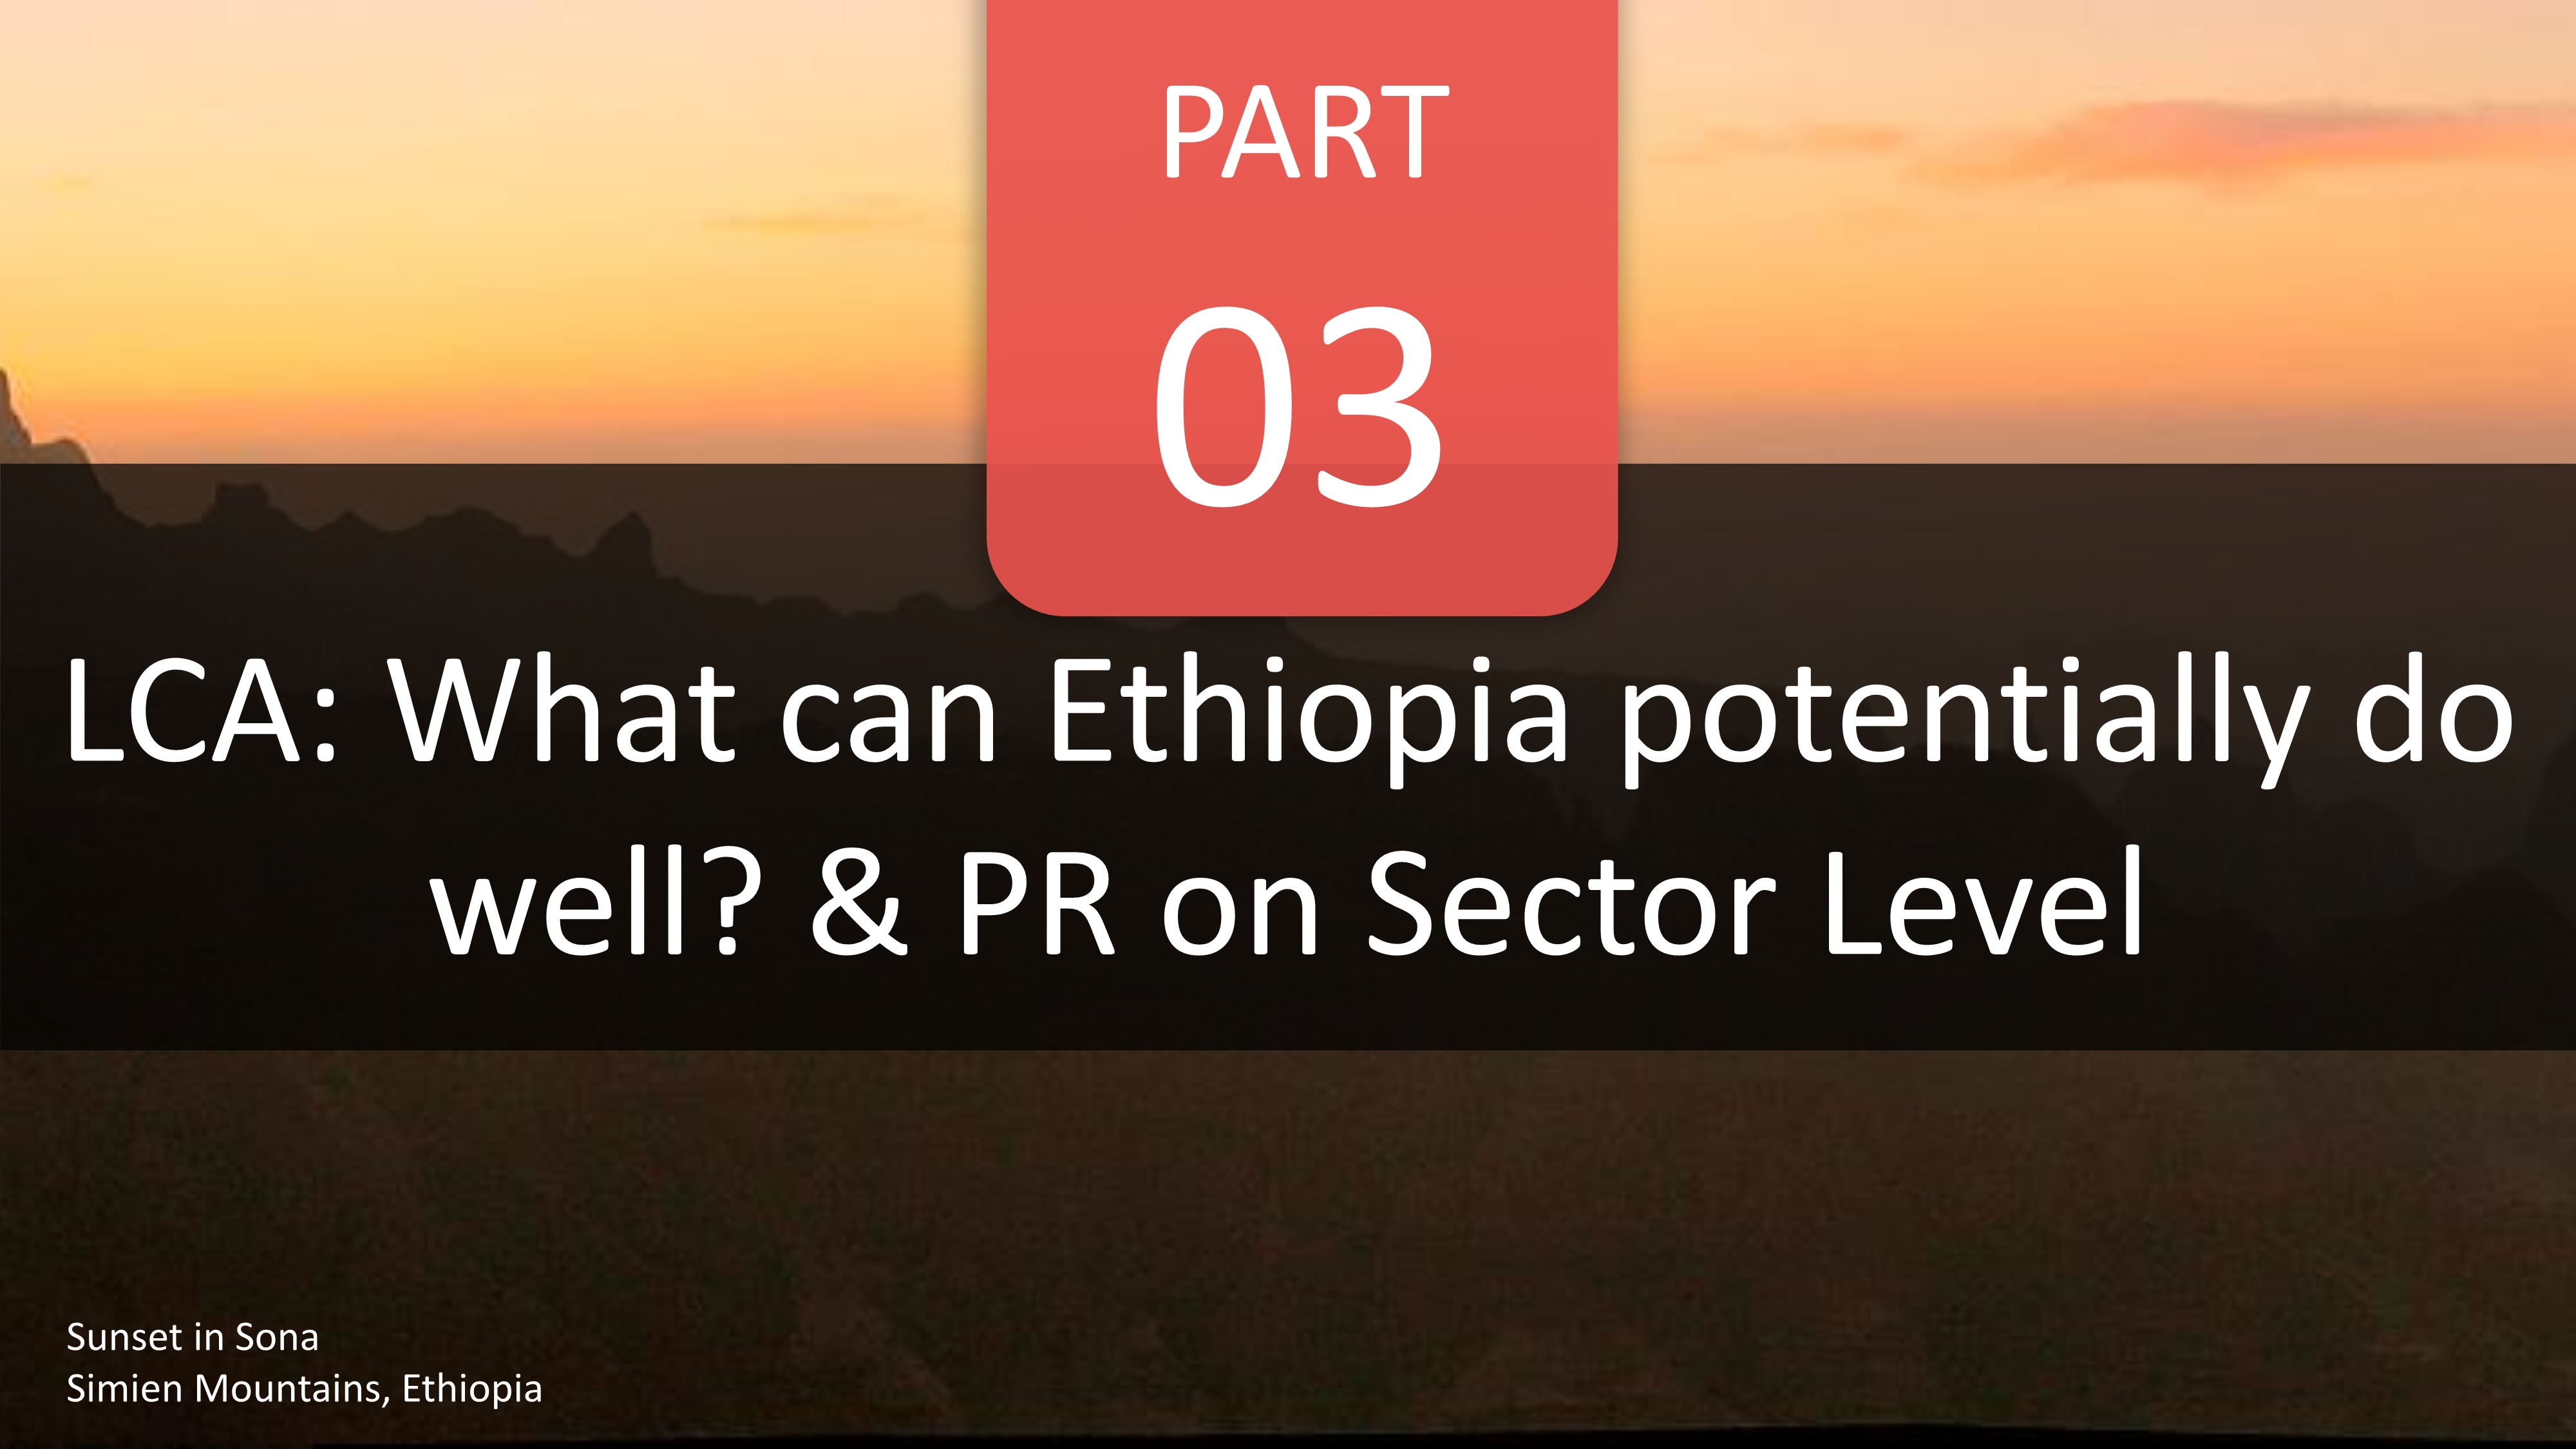 PART
03
LCA: What can Ethiopia potentially do
well? & PR on Sector Level
Sunset in Sona
Simien Mountains, Ethiopia